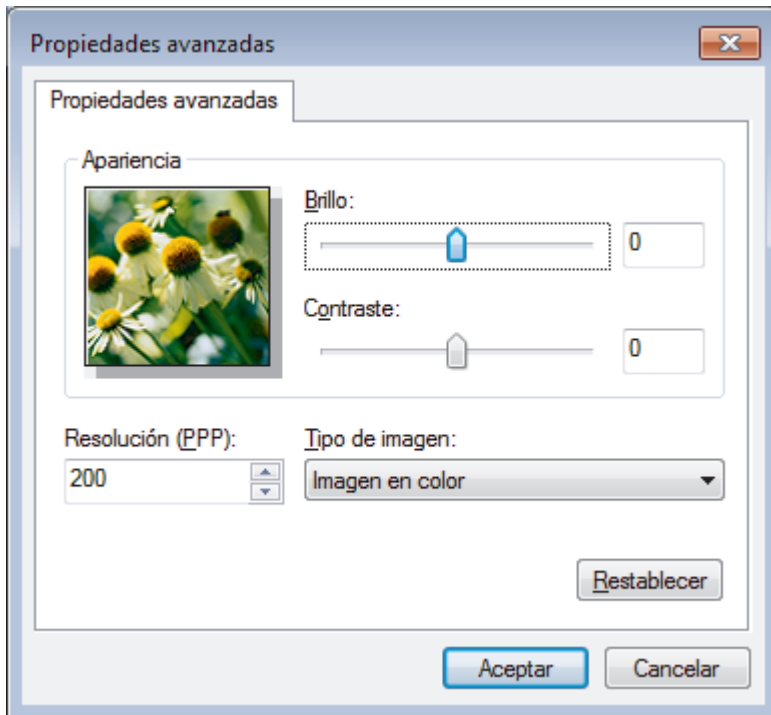 Propiedades avanzadas
Propiedades avanzadas
Apariencia
Brillo:
0
Contraste:
0
Resolución (PPP):
200
Tipo de imagen:
Imagen en color
Restablecer
Aceptar
Cancelar